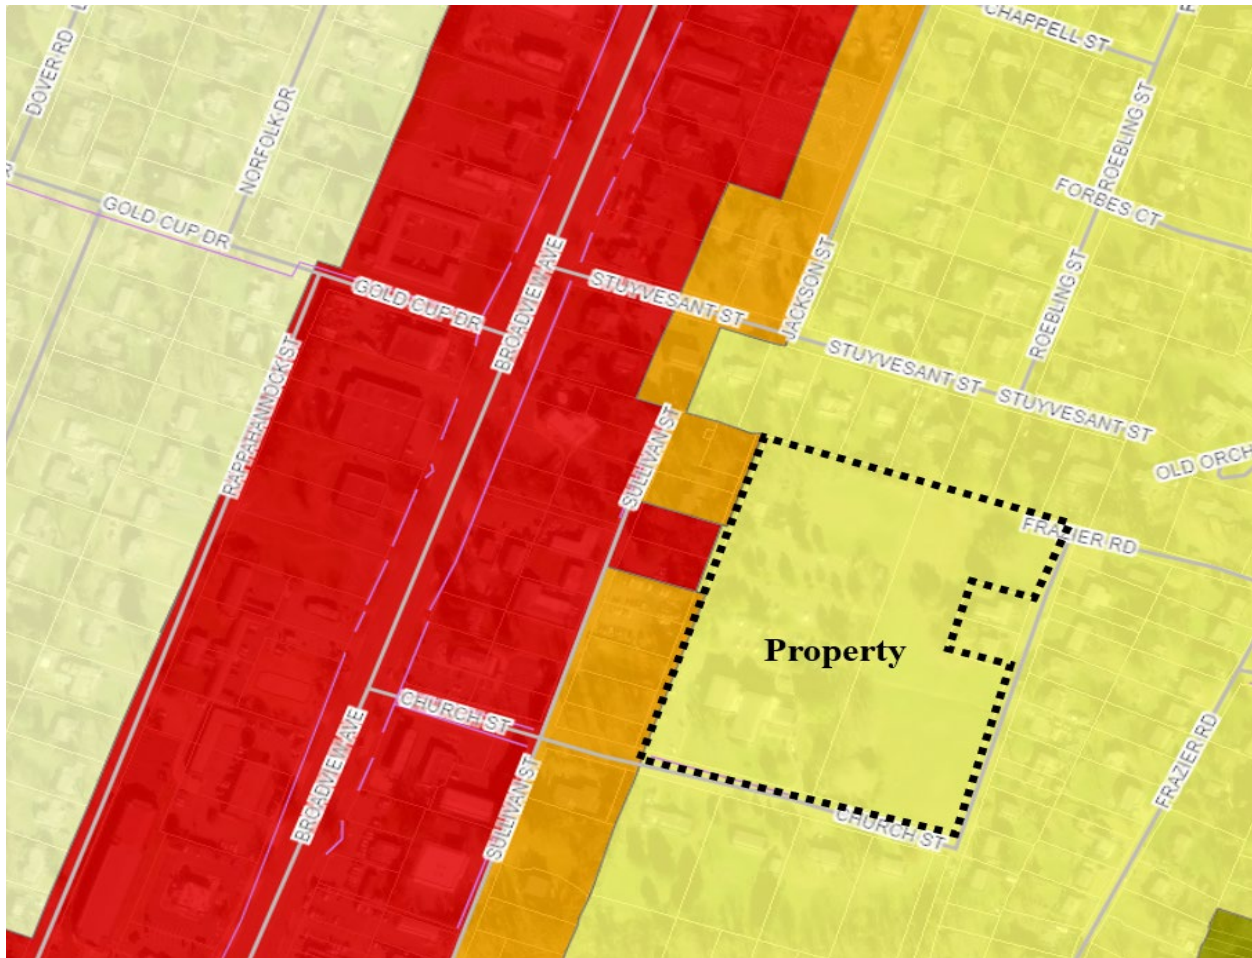 DOVER RD
NORFOLK DR
CHAPPELL ST
ROEBLING ST
FORBES CT
GOLD CUP DR
GOLD CUP DR
BROADVIEW AVE
STUYVESANT ST
JACKSON ST
ROEBLING ST
STUYVESANT ST
STUYVESANT ST
RAPPAHANNOCK ST
SULLIVAN ST
OLD ORCH
FRAZIER RD
Property
CHURCH ST
BROADVIEW AVE
SULLIVAN ST
CHURCH ST
FRAZIER RD